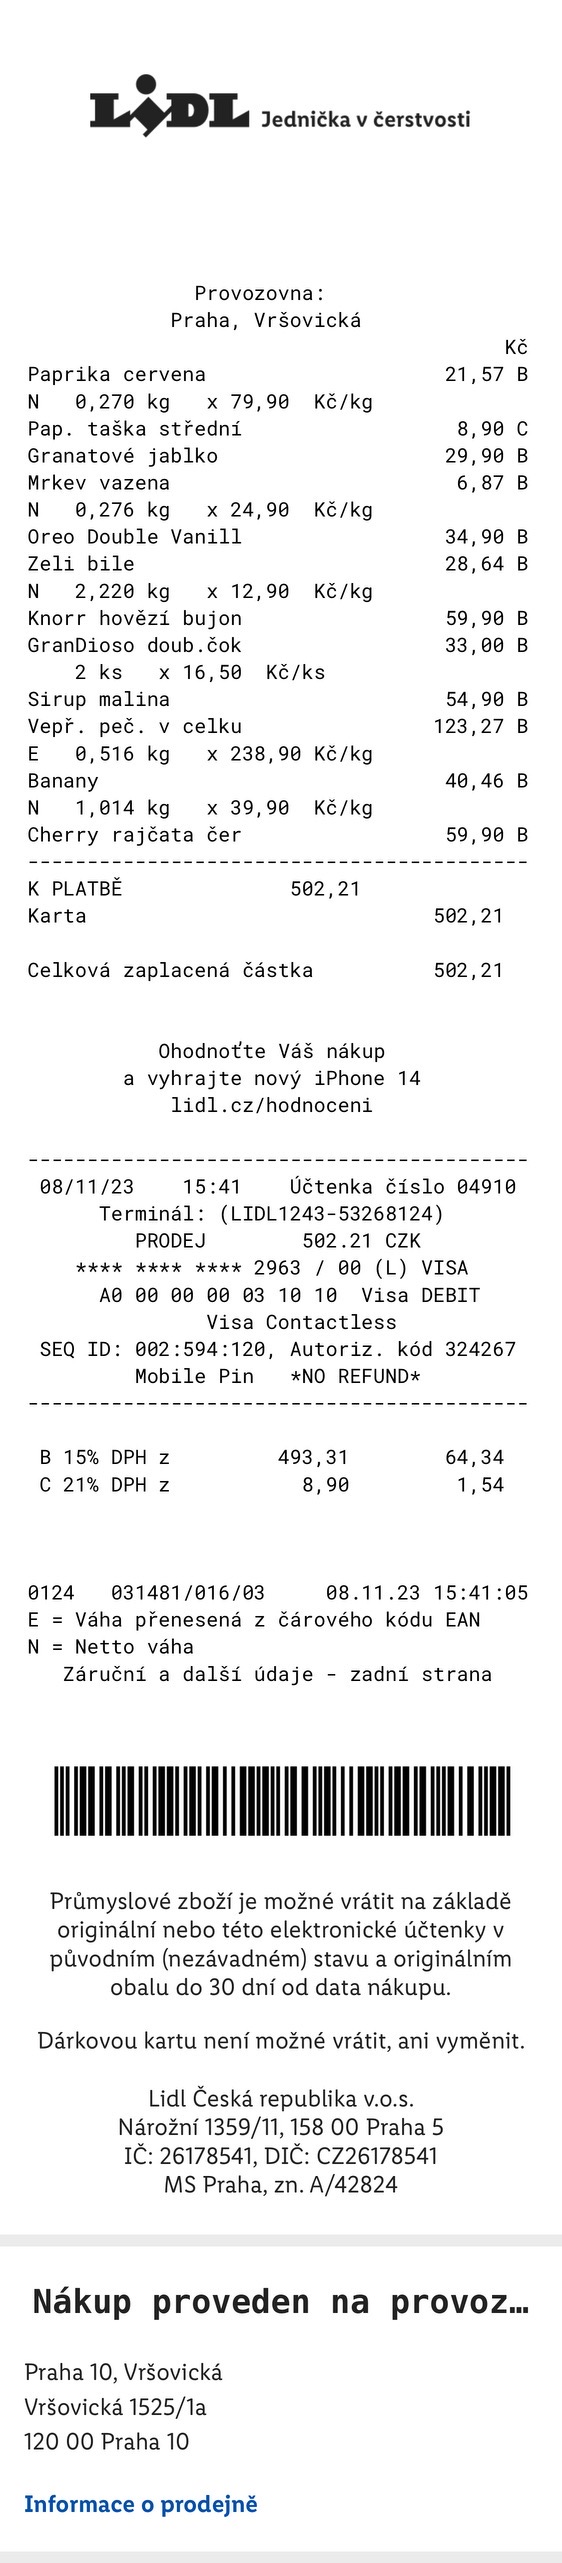 LIDL Jednička v čerstvosti
Provozovna:
Praha, Vršovická
Kč
Paprika cervena 21,57 B
N 0,270 kg x 79,90 Kč/kg
Pap. taška střední 8,90 C
Granatové jablko 29,90 B
Mrkev vazena 6,87 B
N 0,276 kg x 24,90 Kč/kg
Oreo Double Vanill 34,90 B
Zeli bile 28,64 B
N 2,220 kg x 12,90 Kč/kg
Knorr hovězí bujon 59,90 B
GranDioso doub.čok 33,00 B
2 ks x 16,50 Kč/ks
Sirup malina 54,90 B
Vepř. peč. v celku 123,27 B
E 0,516 kg x 238,90 Kč/kg
Banany 40,46 B
N 1,014 kg x 39,90 Kč/kg
Cherry rajčata čer 59,90 B
------------------------------------------
K PLATBĚ 502,21
Karta 502,21
Celková zaplacená částka 502,21
Ohodnoťte Váš nákup
a vyhrajte nový iPhone 14
lidl.cz/hodnoceni
------------------------------------------
08/11/23 15:41 Účtenka číslo 04910
Terminál: (LIDL1243-53268124)
PRODEJ 502.21 CZK
**** **** **** 2963 / 00 (L) VISA
A0 00 00 00 03 10 10 Visa DEBIT
Visa Contactless
SEQ ID: 002:594:120, Autoriz. kód 324267
Mobile Pin *NO REFUND*
------------------------------------------
B 15% DPH z 493,31 64,34
C 21% DPH z 8,90 1,54
0124 031481/016/03 08.11.23 15:41:05
E = Váha přenesená z čárového kódu EAN
N = Netto váha
Záruční a další údaje - zadní strana
Průmyslové zboží je možné vrátit na základě
originální nebo této elektronické účtenky v
původním (nezávadném) stavu a originálním
obalu do 30 dní od data nákupu.
Dárkovou kartu není možné vrátit, ani vyměnit.
Lidl Česká republika v.o.s.
Nárožní 1359/11, 158 00 Praha 5
IČ: 26178541, DIČ: CZ26178541
MS Praha, zn. A/42824
Nákup proveden na provoz…
Praha 10, Vršovická
Vršovická 1525/1a
120 00 Praha 10
Informace o prodejně